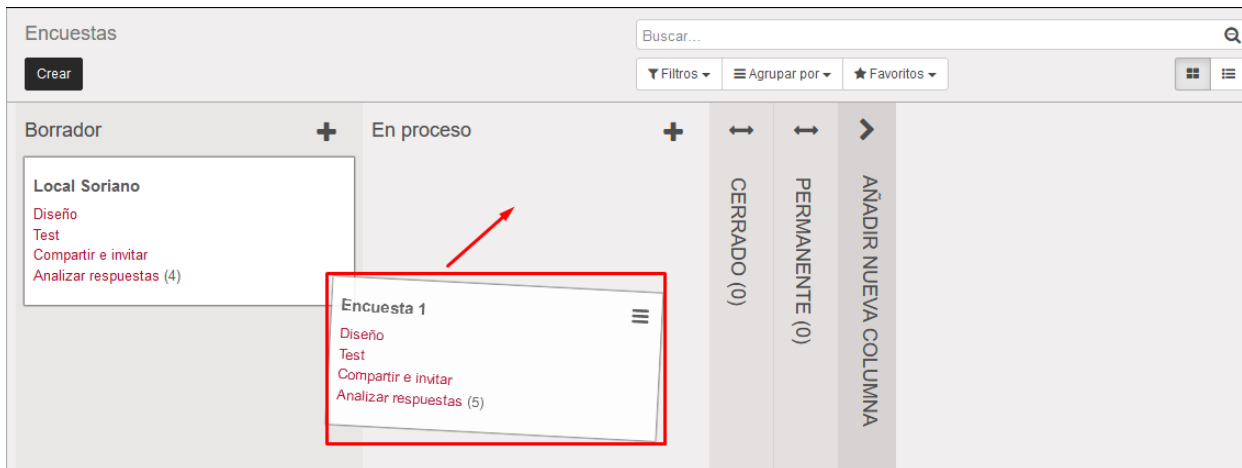 Encuestas
Buscar...
Crear
Filtros
Agrupar por
Favoritos
Borrador
En proceso
Local Soriano
Diseño
Test
Compartir e invitar
Analizar respuestas (4)
Encuesta 1
Diseño
Test
Compartir e invitar
Analizar respuestas (5)
CERRADO (0)
PERMANENTE (0)
AÑADIR NUEVA COLUMNA